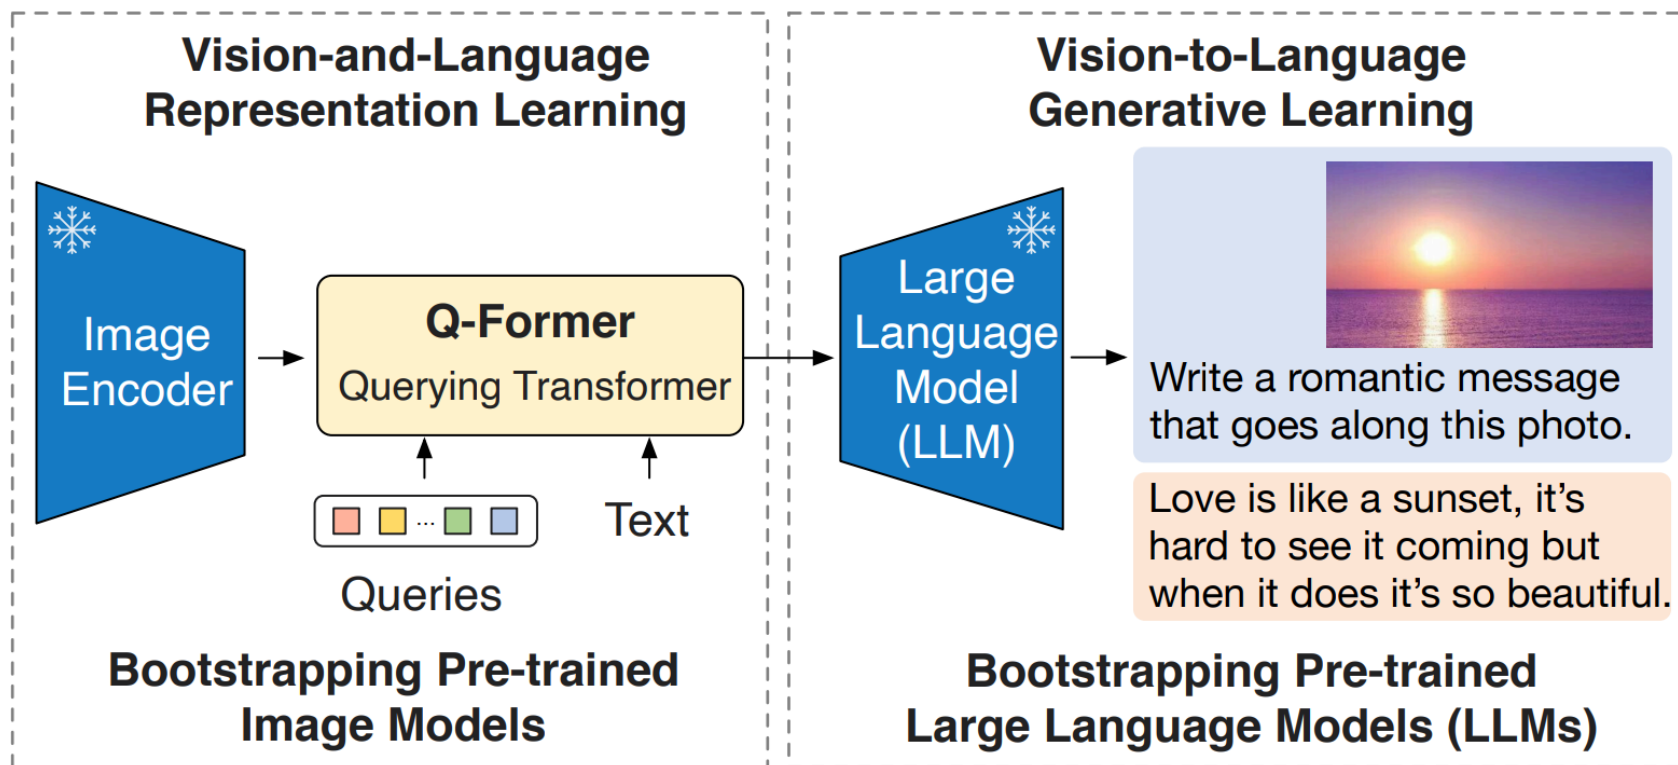 Vision-and-Language
Representation Learning
Image
Encoder
Q-Former
Querying Transformer
...
Queries
Text
Bootstrapping Pre-trained
Image Models
Vision-to-Language
Generative Learning
Large
Language
Model
(LLM)
Write a romantic message
that goes along this photo.
Love is like a sunset, it's
hard to see it coming but
when it does it's so beautiful.
Bootstrapping Pre-trained
Large Language Models (LLMs)